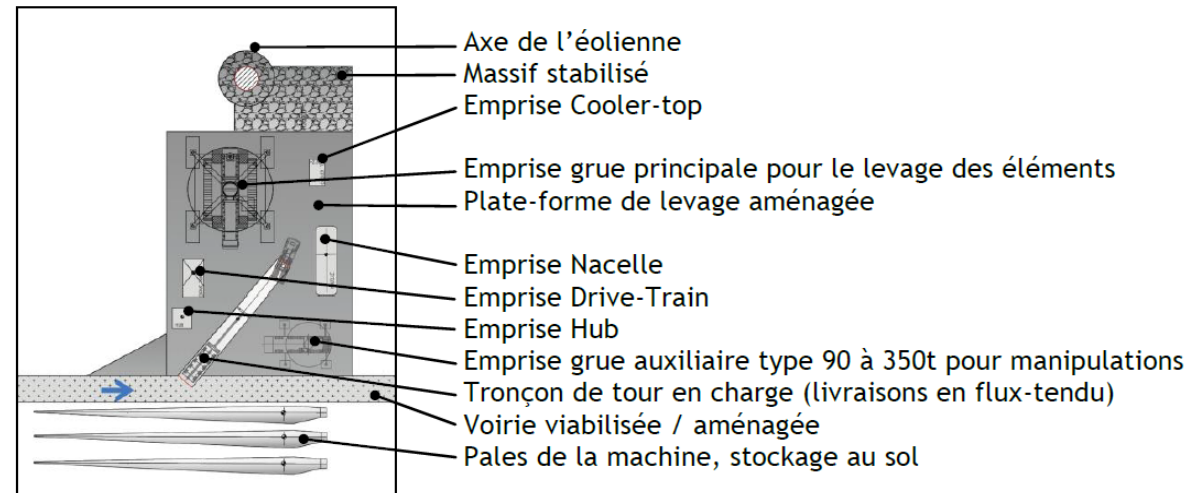 Axe de l’éolienne
Massif stabilisé
Emprise Cooler-top
Emprise grue principale pour le levage des éléments
Plate-forme de levage aménagée
Emprise Nacelle
Emprise Drive-Train
Emprise Hub
Emprise grue auxiliaire type 90 à 350t pour manipulations
Tronçon de tour en charge (livraisons en flux-tendu)
Voirie viabilisée / aménagée
Pales de la machine, stockage au sol